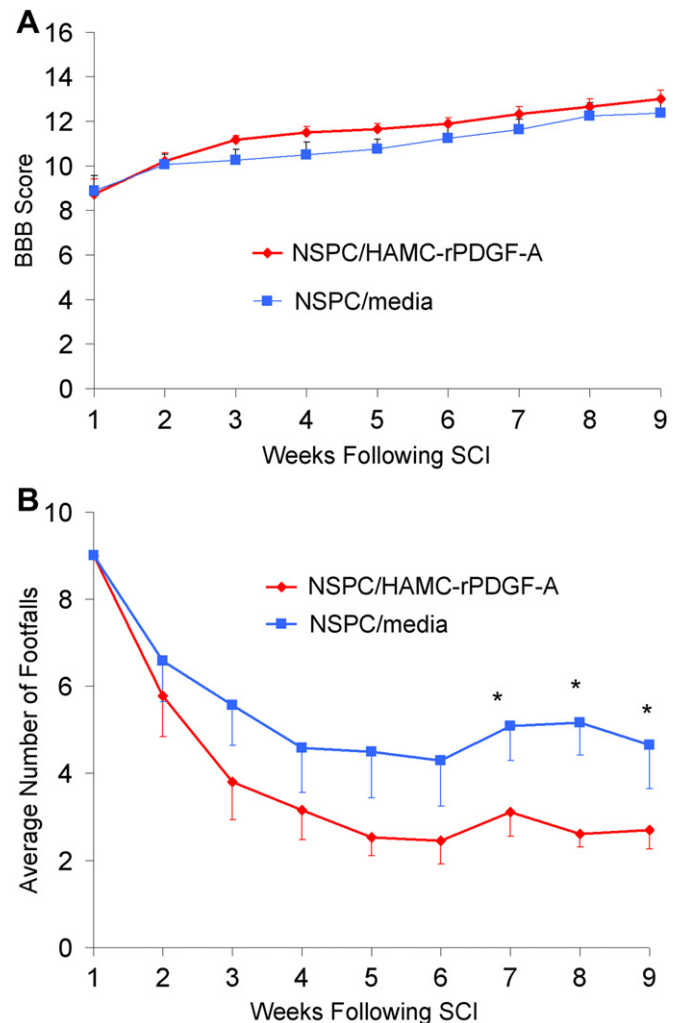 A
16
14
12
10
8
6
4
2
0
BBB Score
NSPC/HAMC-rPDGF-A
NSPC/media
1 2 3 4 5 6 7 8 9
Weeks Following SCI
B
10
8
6
4
2
0
Average Number of Footfalls
NSPC/HAMC-rPDGF-A
NSPC/media
* * *
1 2 3 4 5 6 7 8 9
Weeks Following SCI